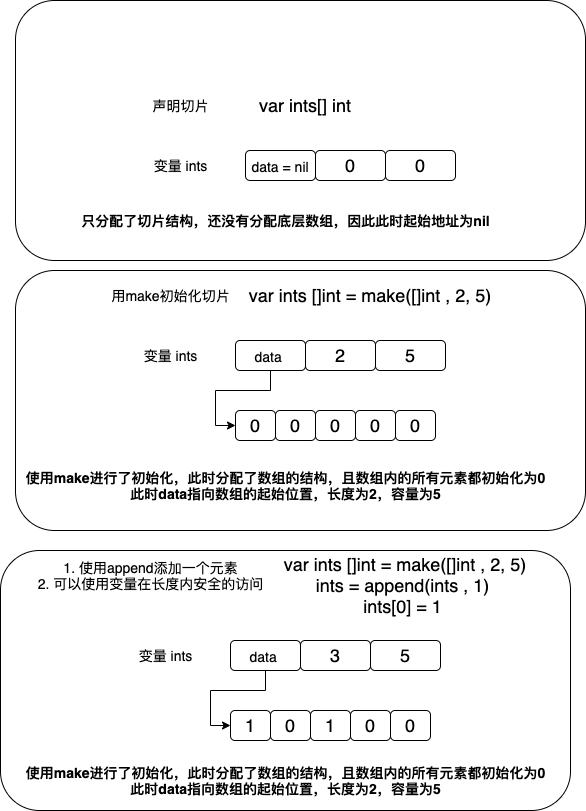 声明切片 var ints[] int
变量 ints data = nil 0 0
只分配了切片结构，还没有分配底层数组，因此此时起始地址为nil
用make初始化切片 var ints []int = make([]int , 2, 5)
变量 ints data 2 5
0 0 0 0 0
使用make进行了初始化，此时分配了数组的结构，且数组内的所有元素都初始化为0
此时data指向数组的起始位置，长度为2，容量为5
1. 使用append添加一个元素
2. 可以使用变量在长度内安全的访问
var ints []int = make([]int , 2, 5)
ints = append(ints , 1)
ints[0] = 1
变量 ints data 3 5
1 0 1 0 0
使用make进行了初始化，此时分配了数组的结构，且数组内的所有元素都初始化为0
此时data指向数组的起始位置，长度为2，容量为5